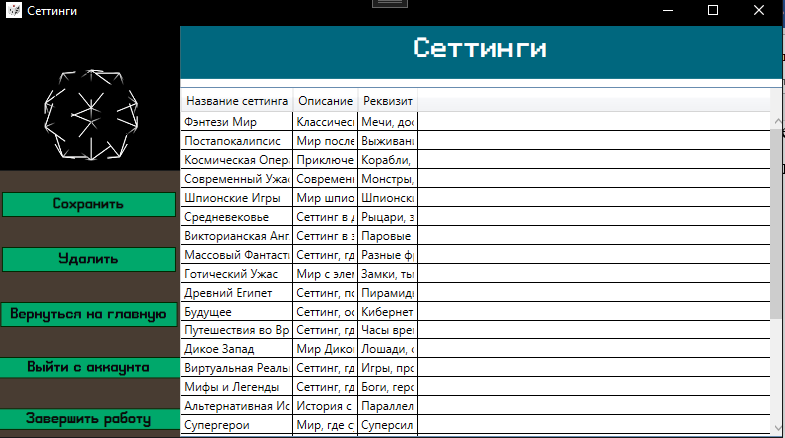 Сеттинги
Сеттинги
Название сеттинга Описание Реквизит
Фэнтези Мир Классичес Мечи, дос
Постапокалипсис Мир после Выживани
Космическая Опер Приключе Корабли,
Современный Ужас Современ Монстры,
Шпионские Игры Мир шпио Шпионски
Средневековье Сеттинг в д Рыцари, з
Викторианская Анг Сеттинг в э Паровые
Массовый Фантаст Сеттинг, гд Разные ф
Готический Ужас Мир с элем Замки, ты
Древний Египет Сеттинг, по Пирамиды
Будущее Сеттинг, ос Кибернет
Путешествия во Вр Сеттинг, гд Часы вре
Дикое Запад Мир Дико Лошади, о
Виртуальная Реаль Сеттинг, гд Игры, про
Мифы и Легенды Сеттинг, гд Боги, геро
Альтернативная Ис История с Параллел
Супергерои Мир, где с Суперсил
Сохранить
Удалить
Вернуться на главную
Выйти с аккаунта
Завершить работу